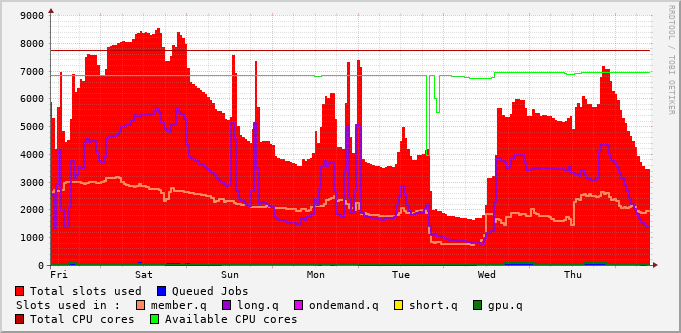 9000
8000
7000
6000
5000
4000
3000
2000
1000
0
Fri Sat Sun Mon Tue Wed Thu
RRDTOOL / TOBI OETIKER
Total slots used Queued Jobs
Slots used in : member.q long.q ondemand.q short.q gpu.q
Total CPU cores Available CPU cores